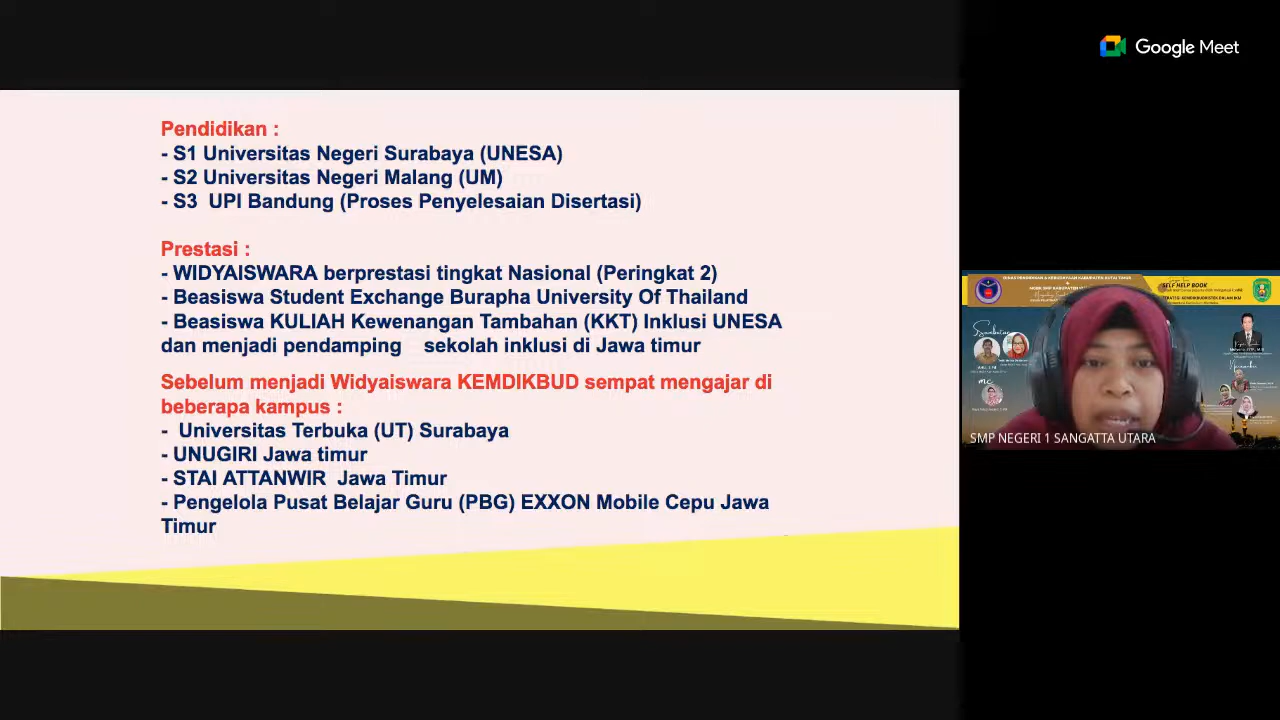 Google Meet
Pendidikan :
- S1 Universitas Negeri Surabaya (UNESA)
- S2 Universitas Negeri Malang (UM)
- S3 UPI Bandung (Proses Penyelesaian Disertasi)
Prestasi :
- WIDYAISWARA berprestasi tingkat Nasional (Peringkat 2)
- Beasiswa Student Exchange Burapha University Of Thailand
- Beasiswa KULIAH Kewenangan Tambahan (KKT) Inklusi UNESA
dan menjadi pendamping sekolah inklusi di Jawa timur
Sebelum menjadi Widyaiswara KEMDIKBUD sempat mengajar di
beberapa kampus :
- Universitas Terbuka (UT) Surabaya
- UNUGIRI Jawa timur
- STAI ATTANWIR Jawa Timur
- Pengelola Pusat Belajar Guru (PBG) EXXON Mobile Cepu Jawa
Timur
SELF HELP BOOK
SMP NEGERI 1 SANGATTA UTARA